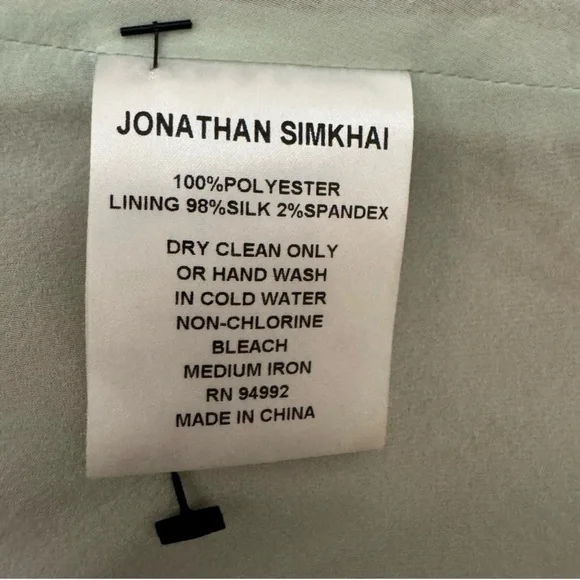 JONATHAN SIMKHAI
100%POLYESTER
LINING 98%SILK 2%SPANDEX
DRY CLEAN ONLY
OR HAND WASH
IN COLD WATER
NON-CHLORINE
BLEACH
MEDIUM IRON
RN 94992
MADE IN CHINA